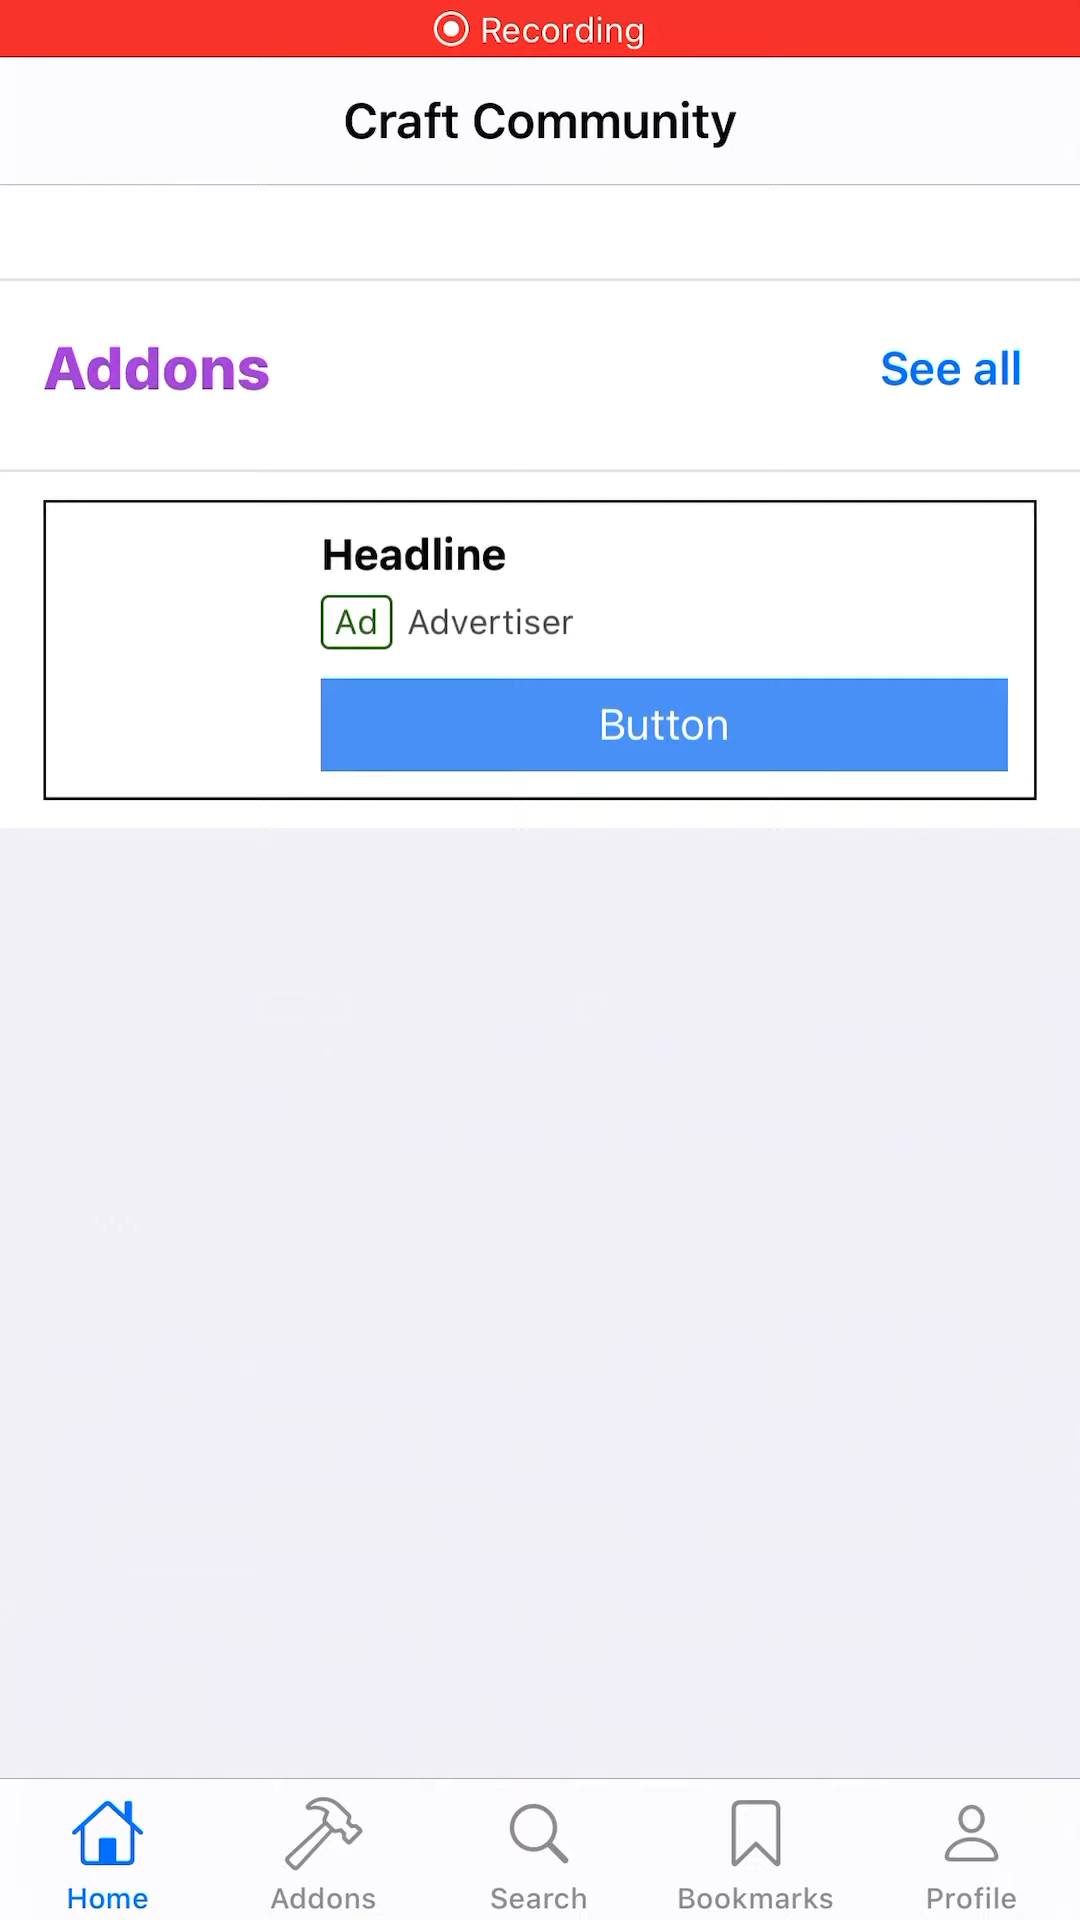 Recording
Craft Community
Addons See all
Headline
Ad Advertiser
Button
Home Addons Search Bookmarks Profile